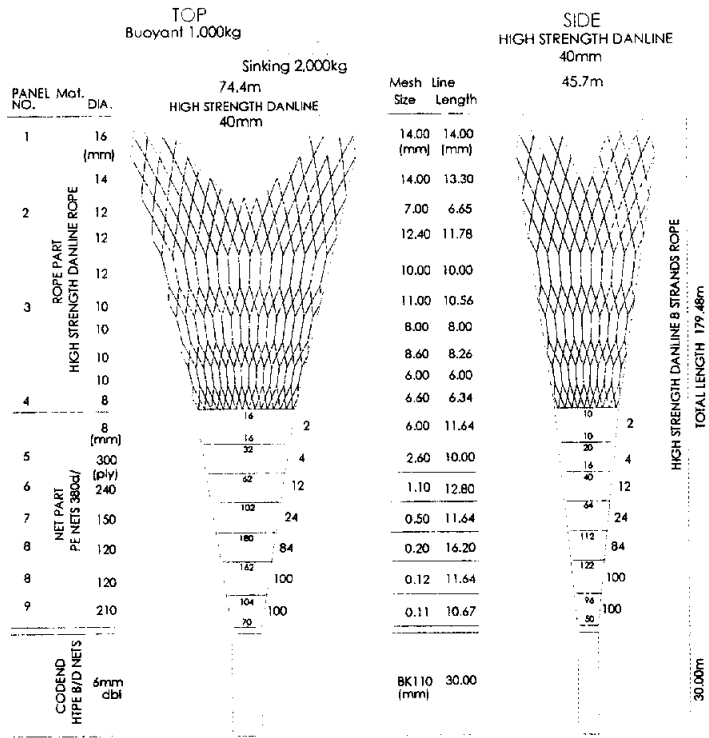 TOP
Buoyant 1,000kg
Sinking 2,000kg
74.4m
HIGH STRENGTH DANLINE
40mm
SIDE
HIGH STRENGTH DANLINE
40mm
45.7m
PANEL Mat. DIA.
NO.
Mesh Line
Size Length
1 16 14.00 14.00
(mm) (mm) (mm)
14 14.00 13.30
2 12 7.00 6.65
12 12.40 11.78
12 10.00 10.00
3 10 11.00 10.56
10 8.00 8.00
10 8.60 8.26
10 6.00 6.00
4 8 6.60 6.34
ROPE PART
HIGH STRENGTH DANLINE ROPE
16 10
8 2 6.00 11.64 2
(mm) 16 10
32 20
5 300 4 2.60 10.00 16 4
(ply) 62 40
6 240 12 1.10 12.80 12
102 64
7 150 24 0.50 11.64 24
180 112
8 120 84 0.20 16.20 84
162 122
8 120 100 0.12 11.64 100
104 96
9 210 100 0.11 10.67 100
70 50
NET PART
P.E NETS 380d/
CODEND
HTPE B/D NETS
6mm BK110 30.00
dbl (mm)
HIGH STRENGTH DANLINE 8 STRANDS ROPE
TOTAL LENGTH 179.48m
30.00m